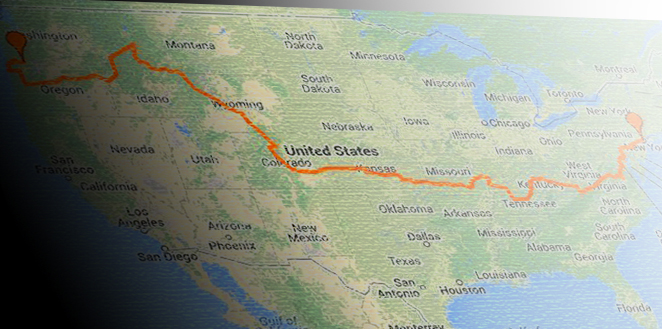 shington
Montana
North
Dakota
Minnesota
Montreal
Oregon
Idaho
South
Dakota
Wisconsin
Michigan
Toronto
Wyoming
New York
Nebraska
Iowa
Chicago
Illinois
Indiana
Ohio
Pennsylvania
New Yo
Nevada
Utah
Colorado
United States
Kansas
Missouri
West
Virginia
Kentucky
Virginia
San
Francisco
California
Oklahoma
Arkansas
Tennessee
North
Carolina
Los
Angeles
Arizona
Phoenix
New
Mexico
Dallas
Mississippi
South
Carolina
Alabama
Georgia
San Diego
Texas
San
Antonio
Houston
Louisiana
Florida
Gulf of
Monterrey